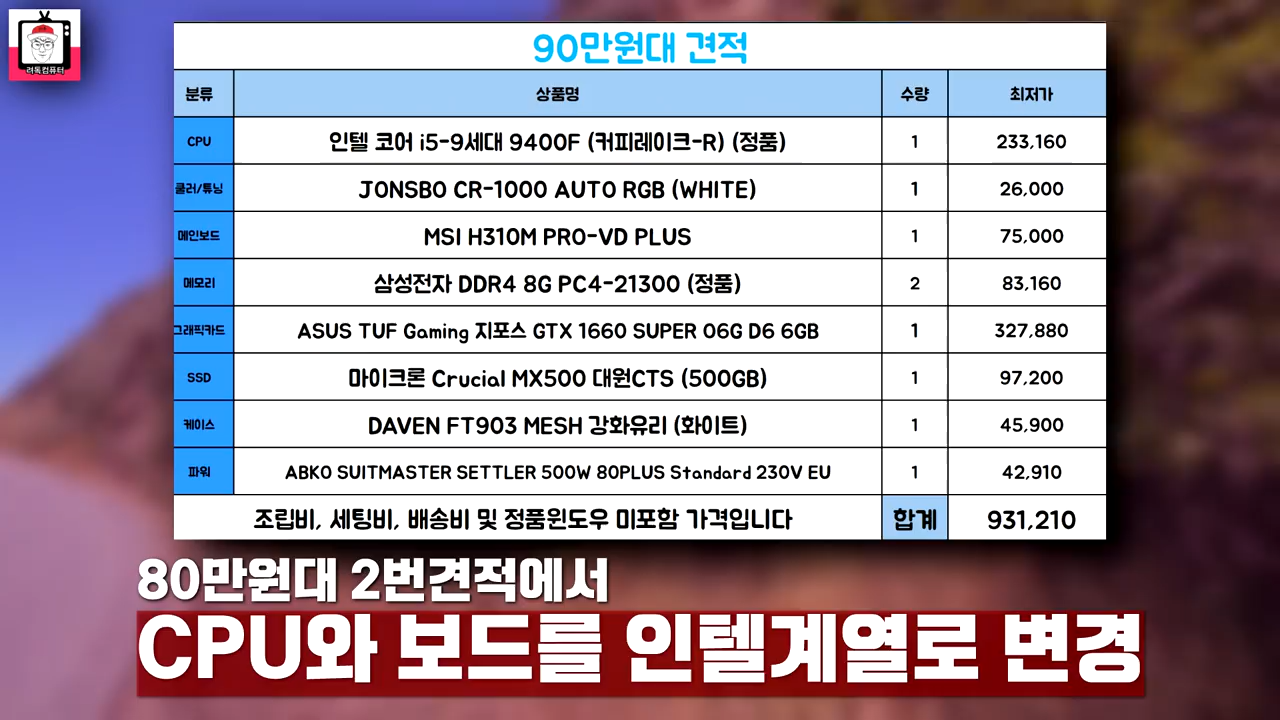 려독컴퓨터
90만원대 견적
분류 상품명 수량 최저가
CPU 인텔 코어 i5-9세대 9400F (커피레이크-R) (정품) 1 233,160
쿨러/튜닝 JONSBO CR-1000 AUTO RGB (WHITE) 1 26,000
메인보드 MSI H310M PRO-VD PLUS 1 75,000
메모리 삼성전자 DDR4 8G PC4-21300 (정품) 2 83,160
그래픽카드 ASUS TUF Gaming 지포스 GTX 1660 SUPER O6G D6 6GB 1 327,880
SSD 마이크론 Crucial MX500 대원CTS (500GB) 1 97,200
케이스 DAVEN FT903 MESH 강화유리 (화이트) 1 45,900
파워 ABKO SUITMASTER SETTLER 500W 80PLUS Standard 230V EU 1 42,910
조립비, 세팅비, 배송비 및 정품윈도우 미포함 가격입니다 합계 931,210
80만원대 2번견적에서
CPU와 보드를 인텔계열로 변경